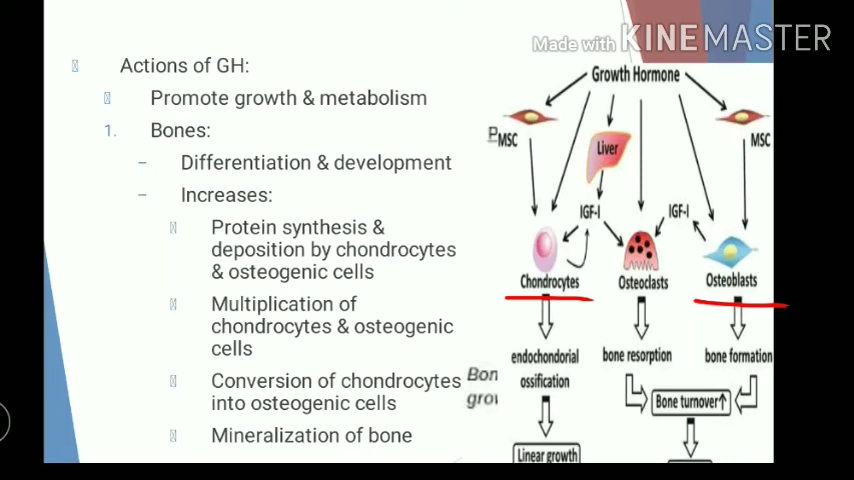 Made with KINEMASTER
Actions of GH:
Promote growth & metabolism
1. Bones:
– Differentiation & development
– Increases:
Protein synthesis &
deposition by chondrocytes
& osteogenic cells
Multiplication of
chondrocytes & osteogenic
cells
Conversion of chondrocytes
into osteogenic cells
Mineralization of bone
Growth Hormone
MSC
Liver
MSC
IGF-I
IGF-I
Chondrocytes
Osteoclasts
Osteoblasts
endochondorial
ossification
bone resorption
bone formation
Bone turnover↑
Linear growth